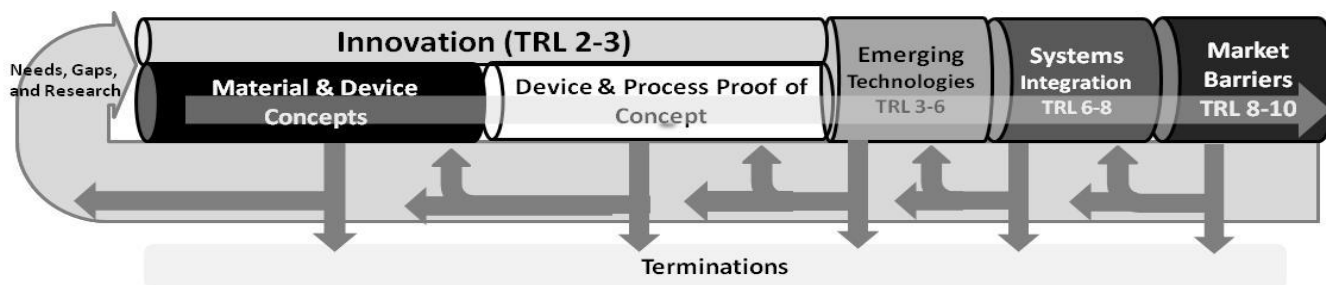 Innovation (TRL 2-3)
Needs, Gaps,
and Research
Material & Device
Concepts
Device & Process Proof of
Concept
Emerging
Technologies
TRL 3-6
Systems
Integration
TRL 6-8
Market
Barriers
TRL 8-10
Terminations